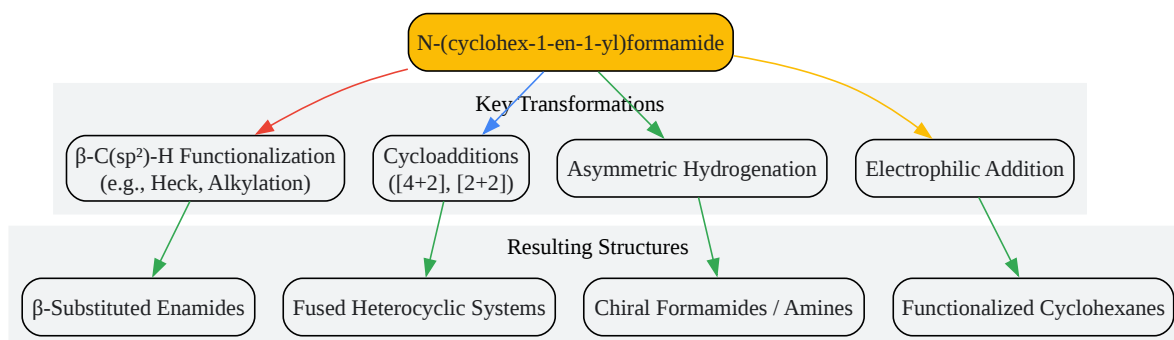 N-(cyclohex-1-en-1-yl)formamide
Key Transformations
β-C(sp²)-H Functionalization
(e.g., Heck, Alkylation)
Cycloadditions
([4+2], [2+2])
Asymmetric Hydrogenation
Electrophilic Addition
Resulting Structures
β-Substituted Enamides
Fused Heterocyclic Systems
Chiral Formamides / Amines
Functionalized Cyclohexanes